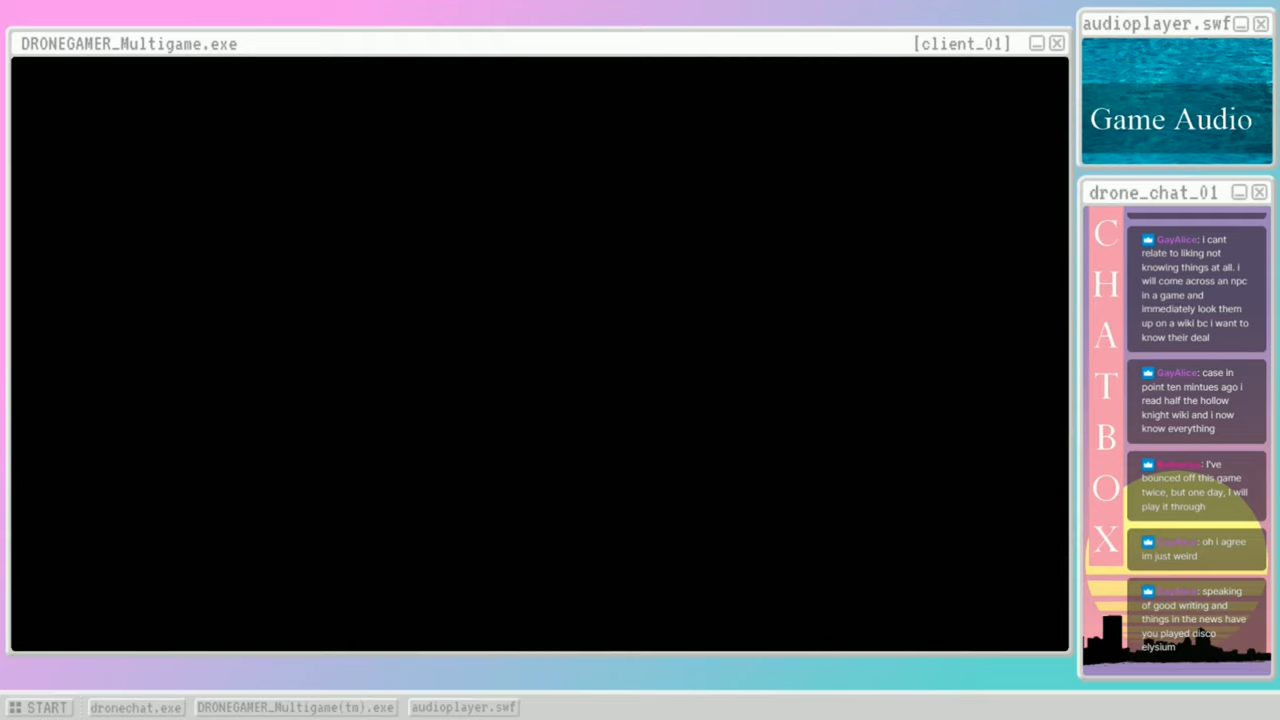 DRONEGAMER_Multigame.exe
[client_01]
audioplayer.swf
Game Audio
drone_chat_01
CHATBOX
GayAlice: i cant
relate to liking not
knowing things at all. i
will come across an npc
in a game and
immediately look them
up on a wiki bc i want to
know their deal
GayAlice: case in
point ten mintues ago i
read half the hollow
knight wiki and i now
know everything
: I've
bounced off this game
twice, but one day, I will
play it through
GayAlice: oh i agree
im just weird
GayAlice: speaking
of good writing and
things in the news have
you played disco
elysium
START
dronechat.exe
DRONEGAMER_Multigame(tm).exe
audioplayer.swf